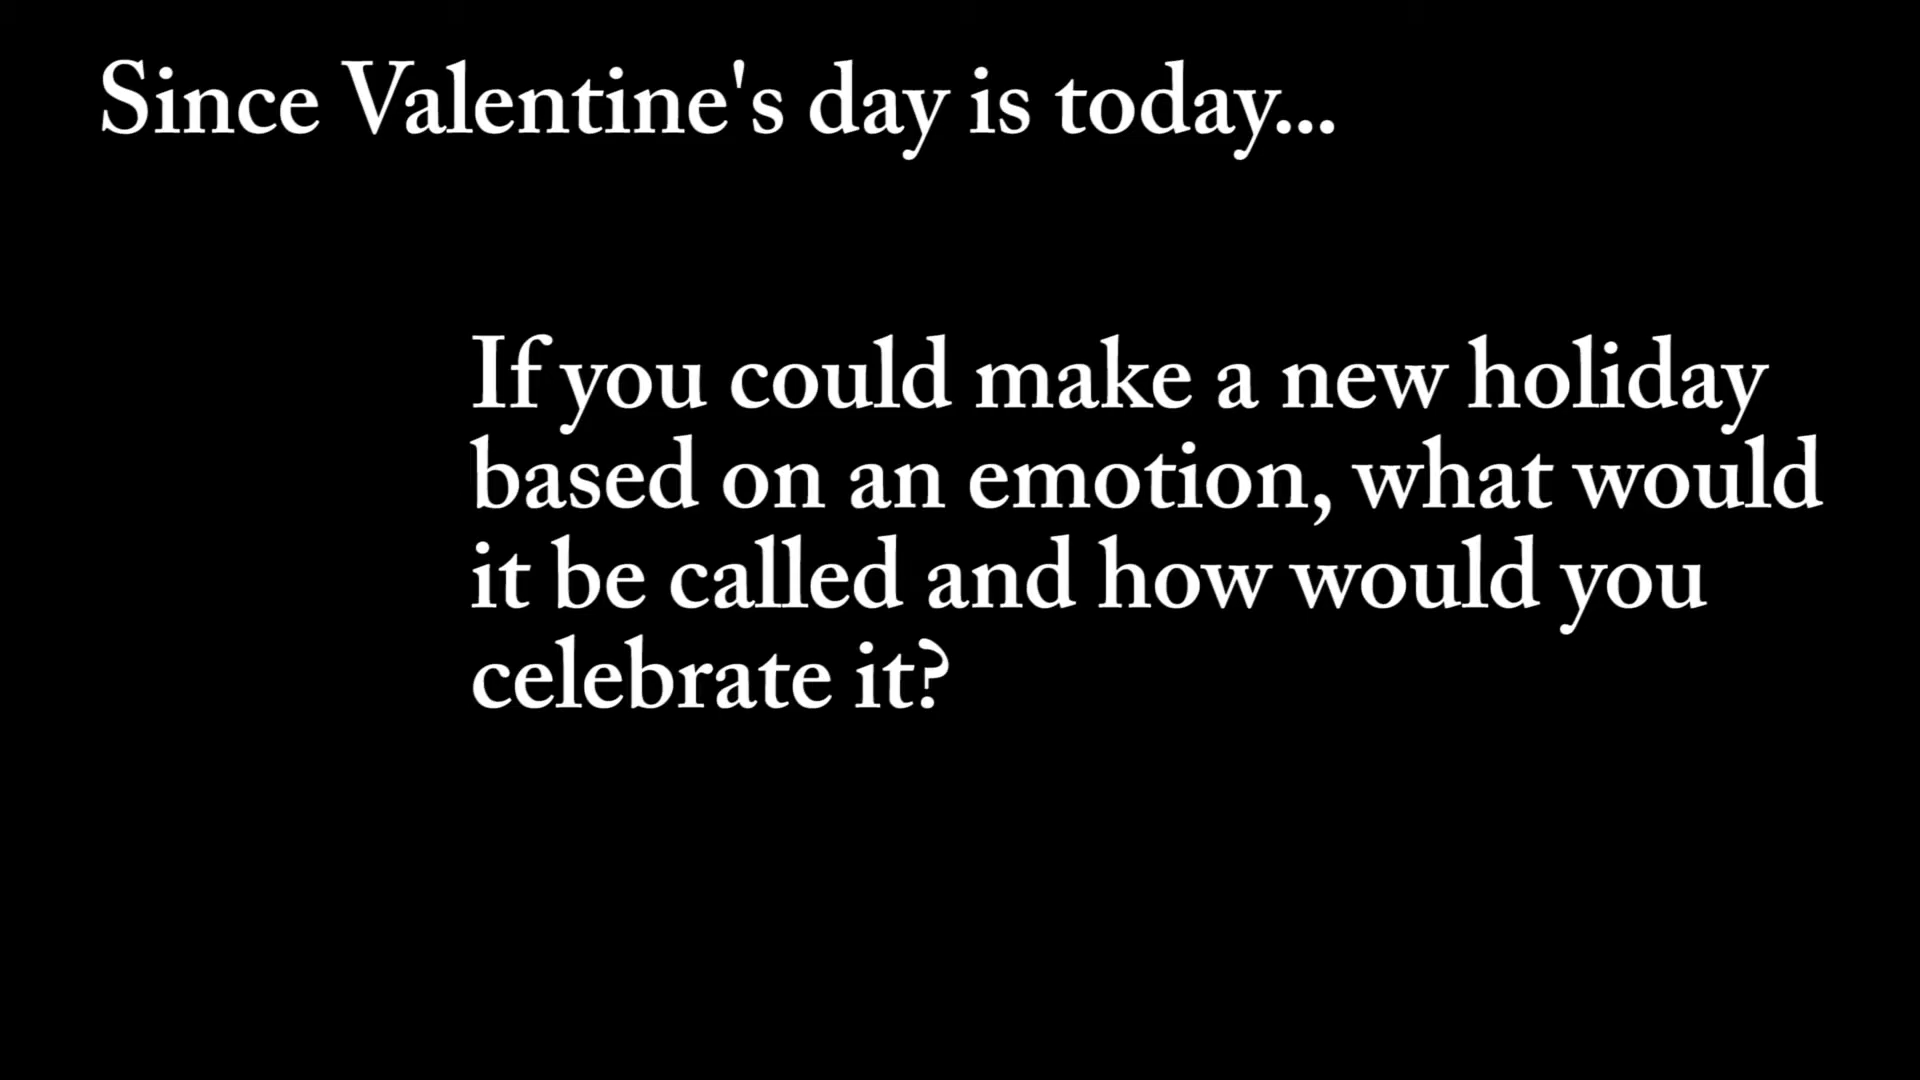 Since Valentine's day is today...
If you could make a new holiday
based on an emotion, what would
it be called and how would you
celebrate it?